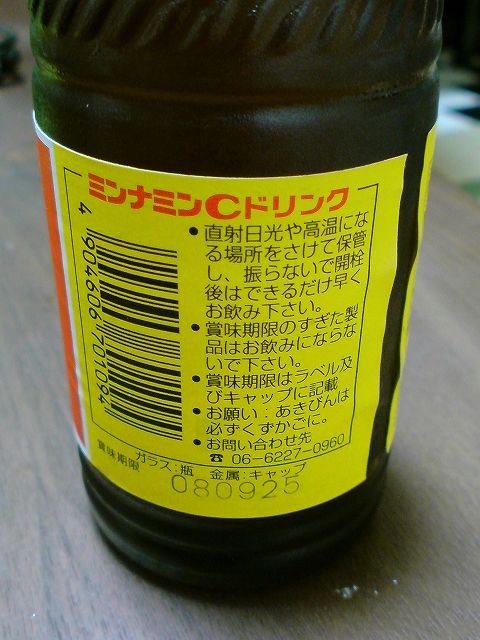 ミンナミンCドリンク
●直射日光や高温にな
る場所をさけて保管
し、振らないで開栓
後はできるだけ早く
お飲み下さい。
●賞味期限のすぎた製
品はお飲みにならな
いで下さい。
●賞味期限はラベル及
びキャップに記載
●お願い:あきびんは
必ずくずかごに。
●お問い合わせ先
☎ 06-6227-0960
4 904606 701034
ガラス:瓶 金属:キャップ
賞味期限 080925